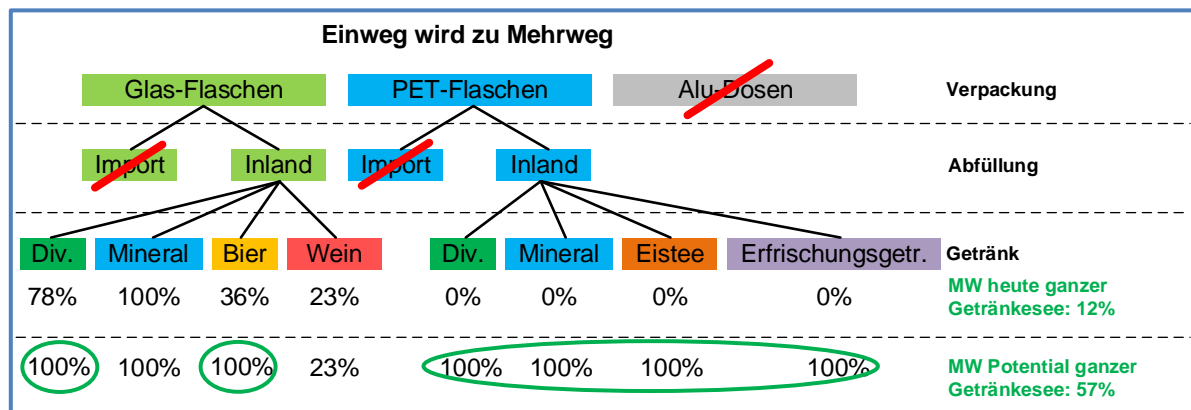 Einweg wird zu Mehrweg
Glas-Flaschen PET-Flaschen Alu-Dosen Verpackung
Import Inland Import Inland Abfüllung
Div. Mineral Bier Wein Div. Mineral Eistee Erfrischungsgetr. Getränk
78% 100% 36% 23% 0% 0% 0% 0% MW heute ganzer
Getränkesee: 12%
100% 100% 100% 23% 100% 100% 100% 100% MW Potential ganzer
Getränkesee: 57%